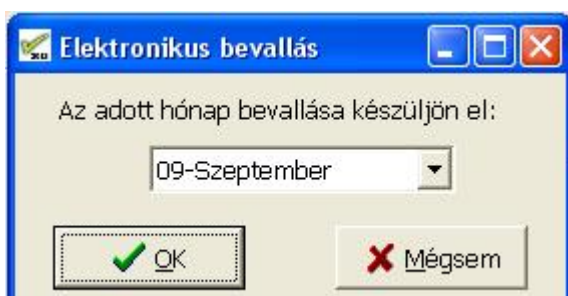 Elektronikus bevallás
Az adott hónap bevallása készüljön el:
09-Szeptember
OK Mégsem